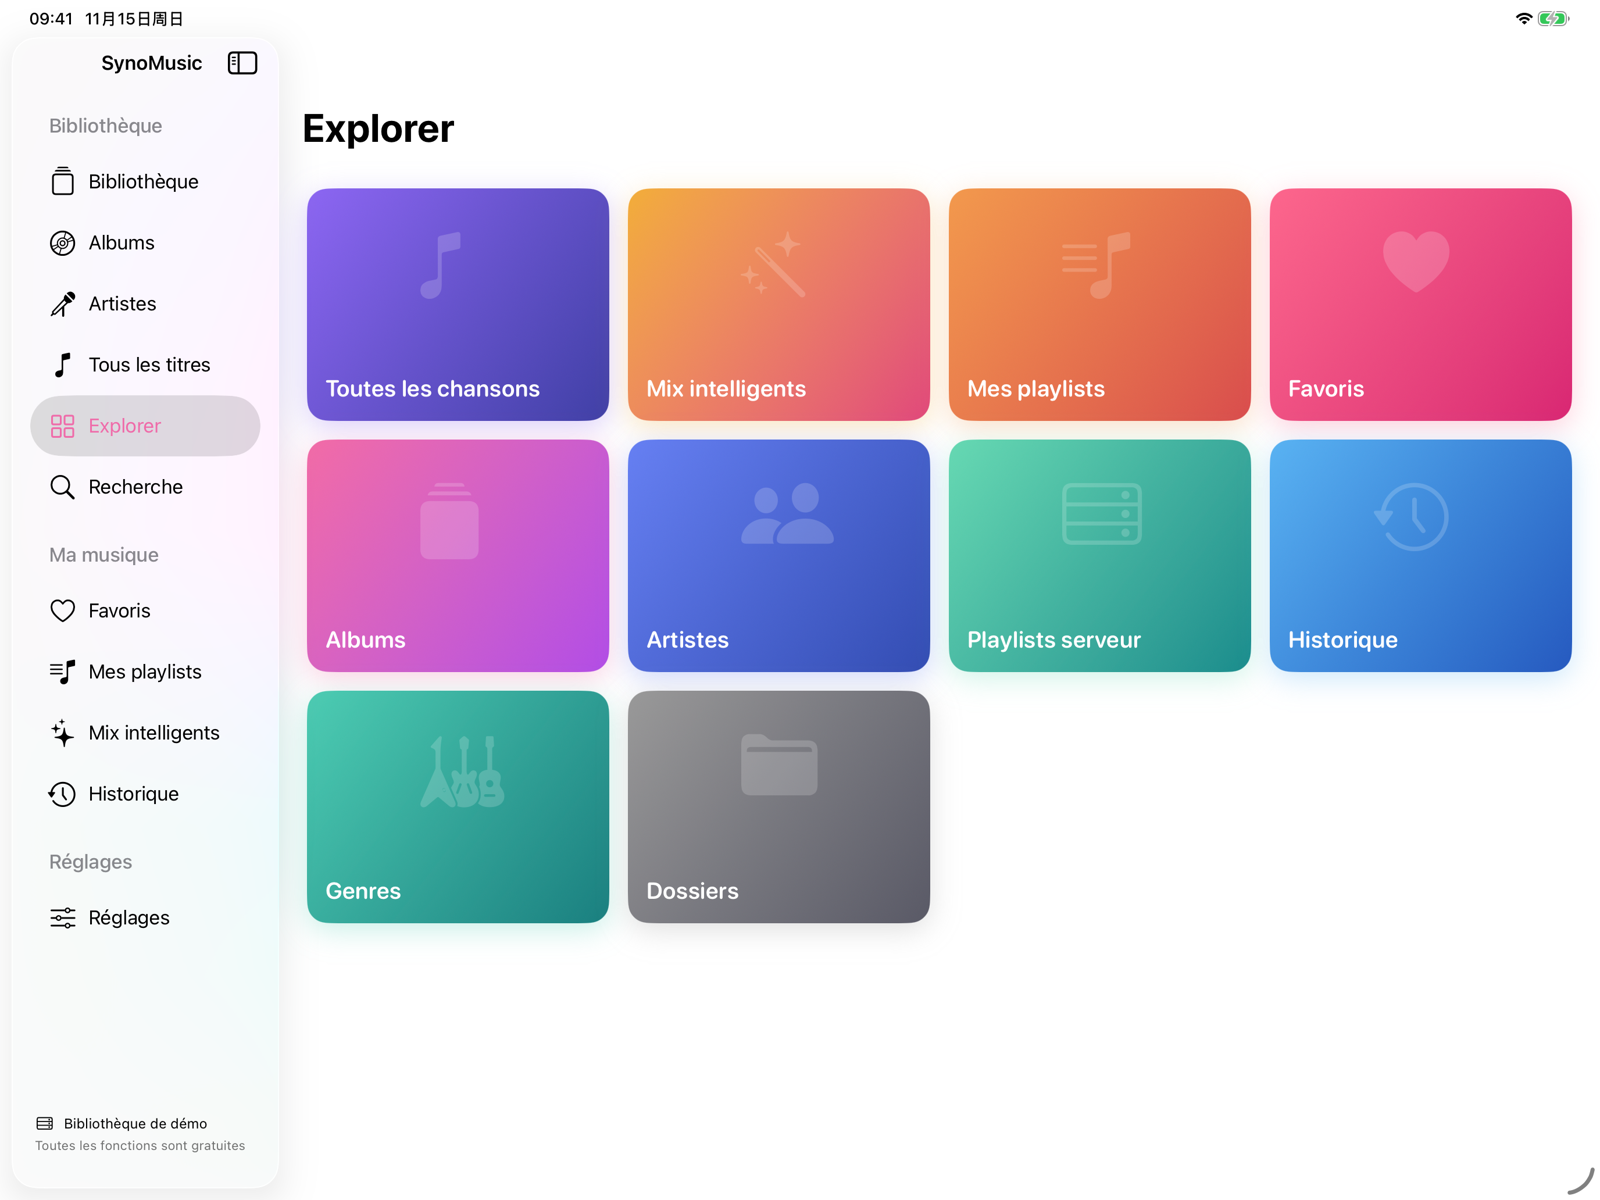 09:41 11月15日周日
SynoMusic
Bibliothèque
Bibliothèque
Albums
Artistes
Tous les titres
Explorer
Recherche
Ma musique
Favoris
Mes playlists
Mix intelligents
Historique
Réglages
Réglages
Bibliothèque de démo
Toutes les fonctions sont gratuites
Explorer
Toutes les chansons
Mix intelligents
Mes playlists
Favoris
Albums
Artistes
Playlists serveur
Historique
Genres
Dossiers